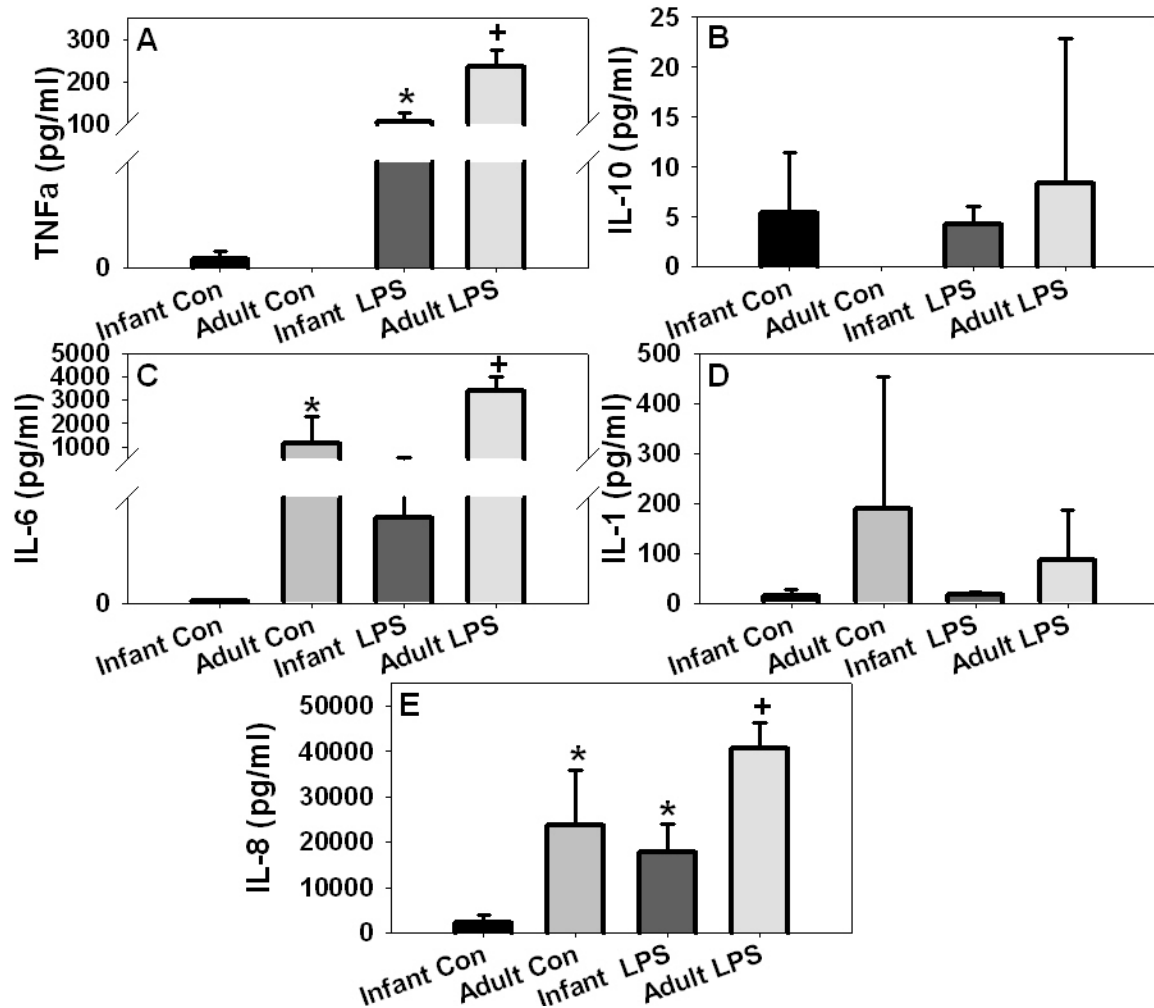 A
TNFa (pg/ml)
300
200
100
0
*
+
Infant Con
Adult Con
Infant LPS
Adult LPS
B
IL-10 (pg/ml)
25
20
15
10
5
0
Infant Con
Adult Con
Infant LPS
Adult LPS
C
IL-6 (pg/ml)
5000
4000
3000
2000
1000
0
*
+
Infant Con
Adult Con
Infant LPS
Adult LPS
D
IL-1 (pg/ml)
500
400
300
200
100
0
Infant Con
Adult Con
Infant LPS
Adult LPS
E
IL-8 (pg/ml)
50000
40000
30000
20000
10000
0
*
*
+
Infant Con
Adult Con
Infant LPS
Adult LPS